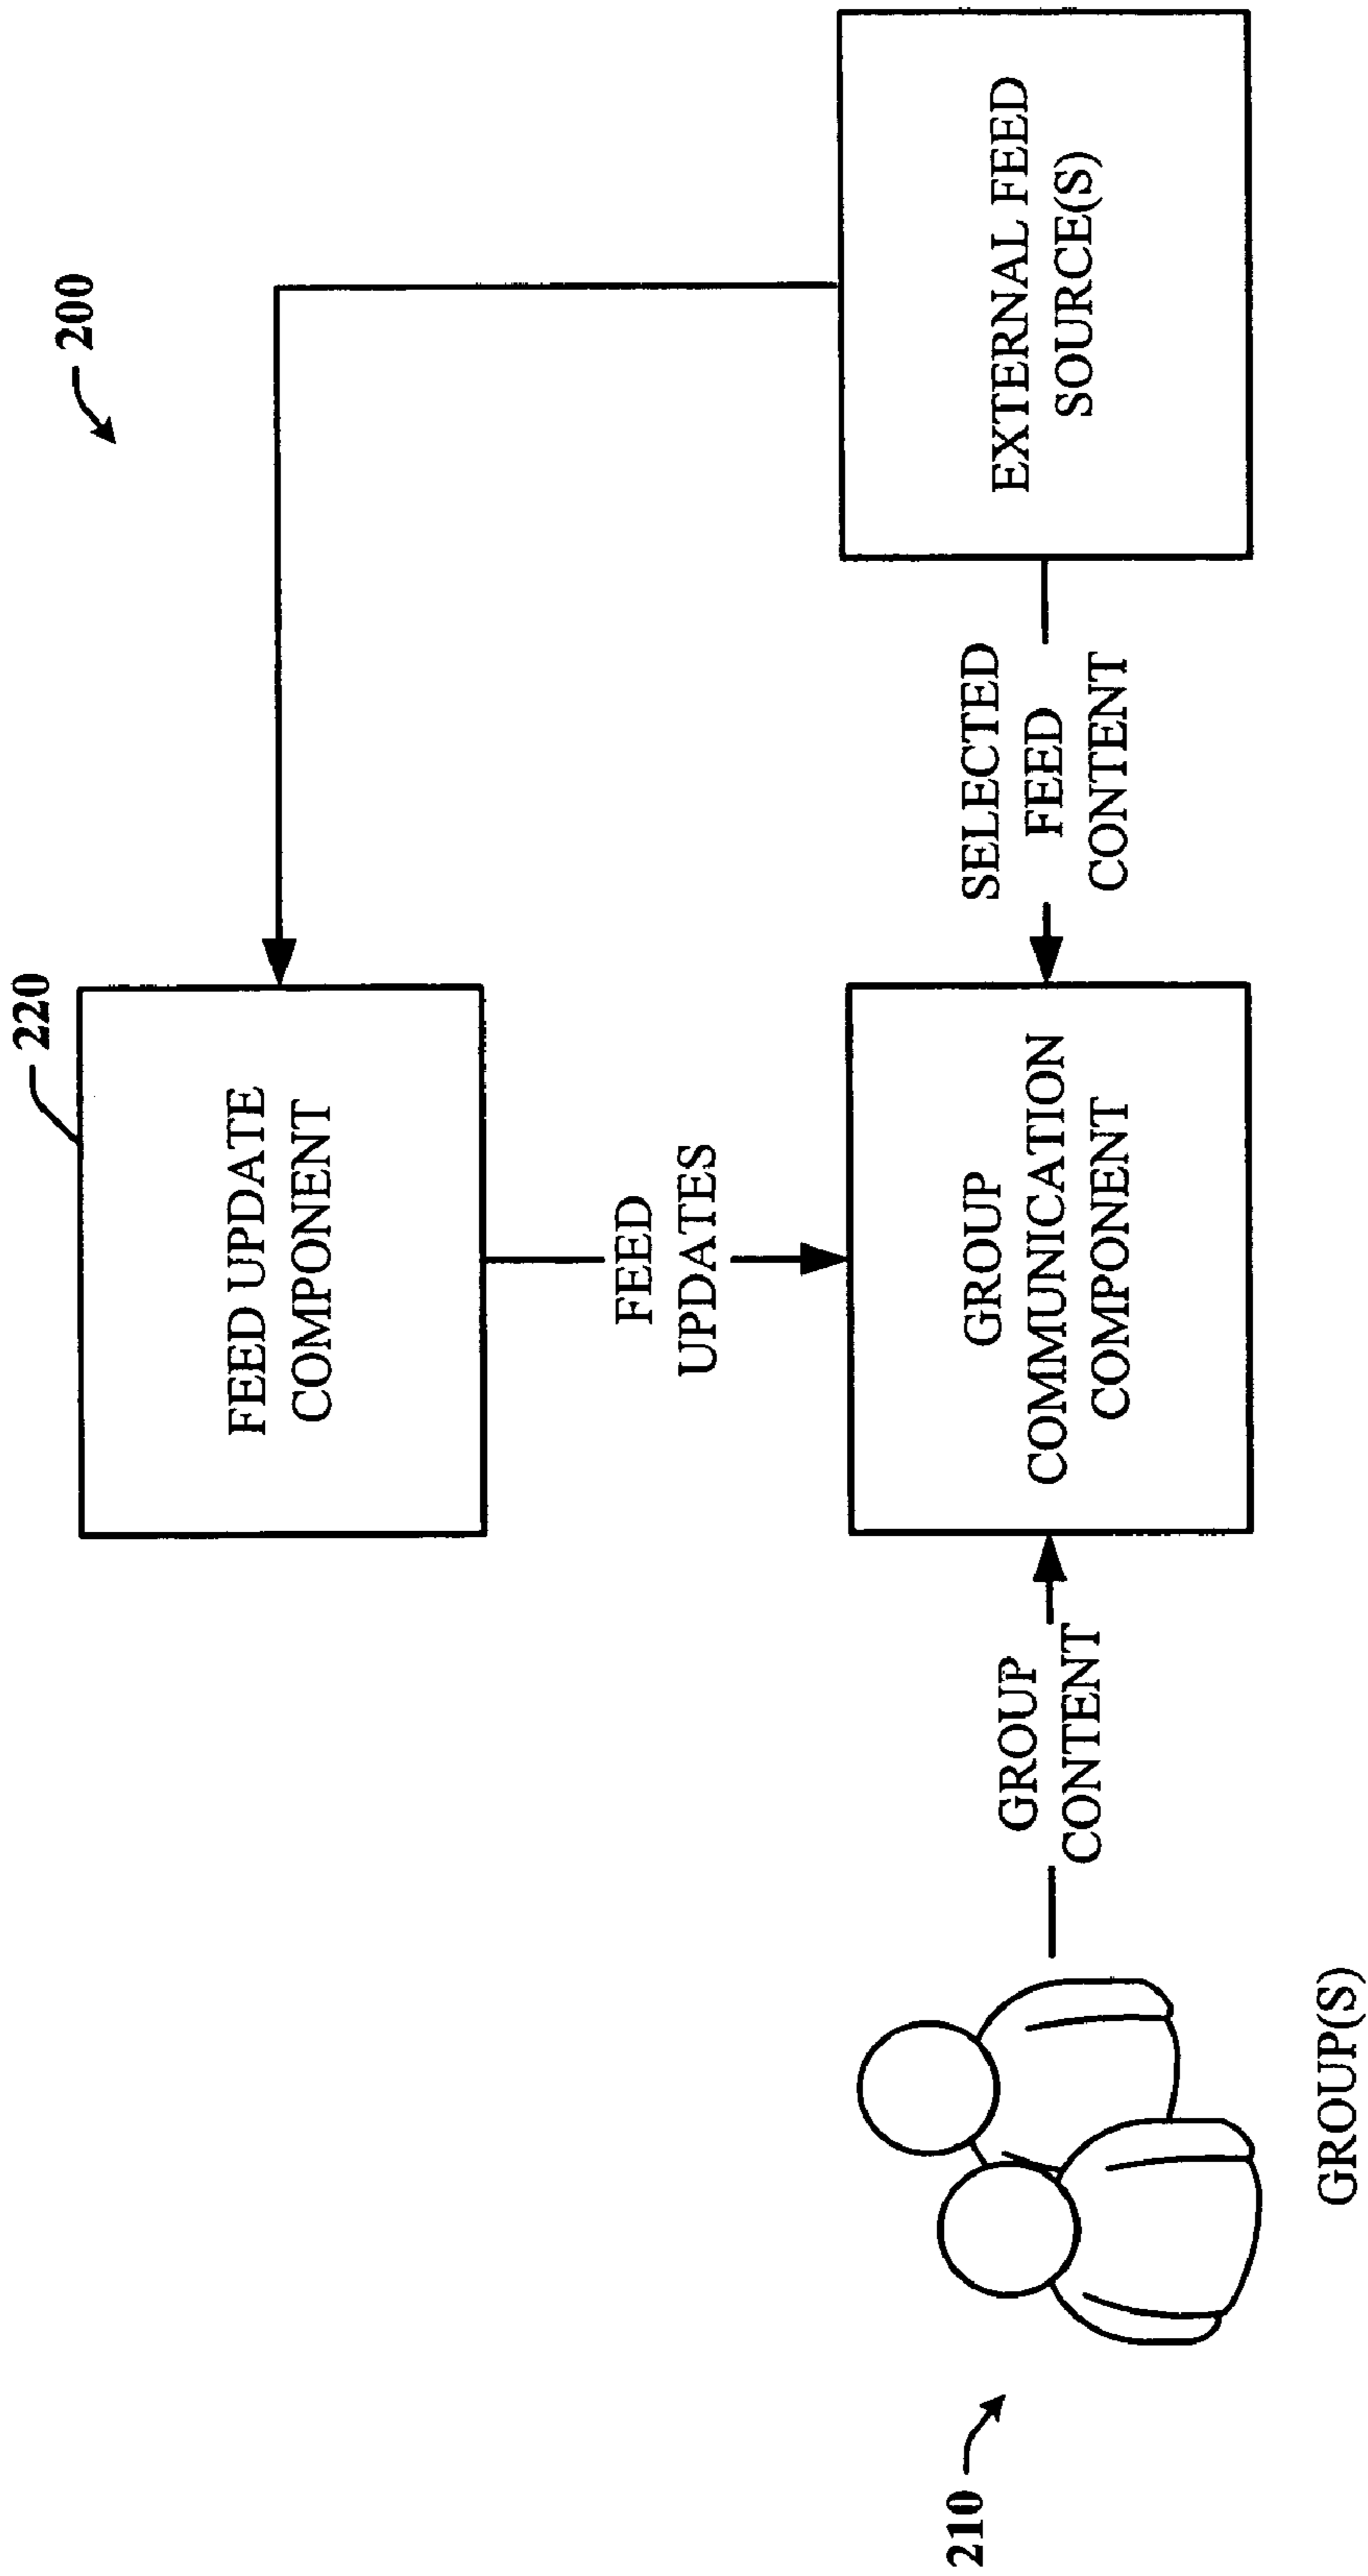 200
220
FEED UPDATE
COMPONENT
FEED
UPDATES
GROUP(S)
210
GROUP
CONTENT
GROUP
COMMUNICATION
COMPONENT
SELECTED
FEED
CONTENT
EXTERNAL FEED
SOURCE(S)